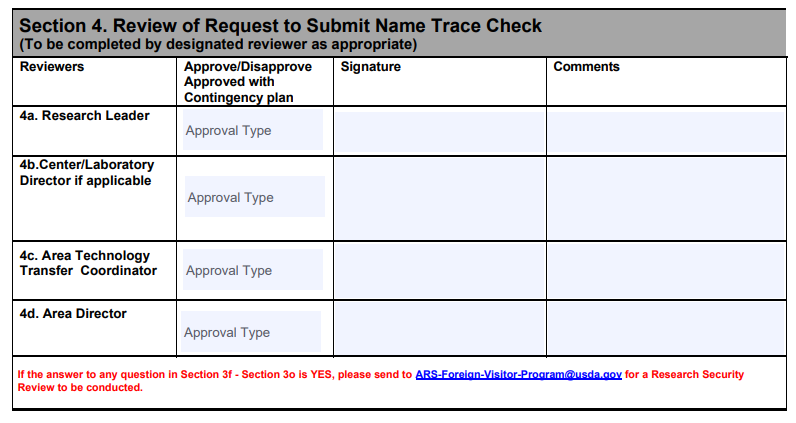 Section 4. Review of Request to Submit Name Trace Check
(To be completed by designated reviewer as appropriate)
Reviewers
Approve/Disapprove
Approved with
Contingency plan
Signature
Comments
4a. Research Leader
Approval Type
4b.Center/Laboratory
Director if applicable
Approval Type
4c. Area Technology
Transfer Coordinator
Approval Type
4d. Area Director
Approval Type
If the answer to any question in Section 3f - Section 3o is YES, please send to ARS-Foreign-Visitor-Program@usda.gov for a Research Security
Review to be conducted.